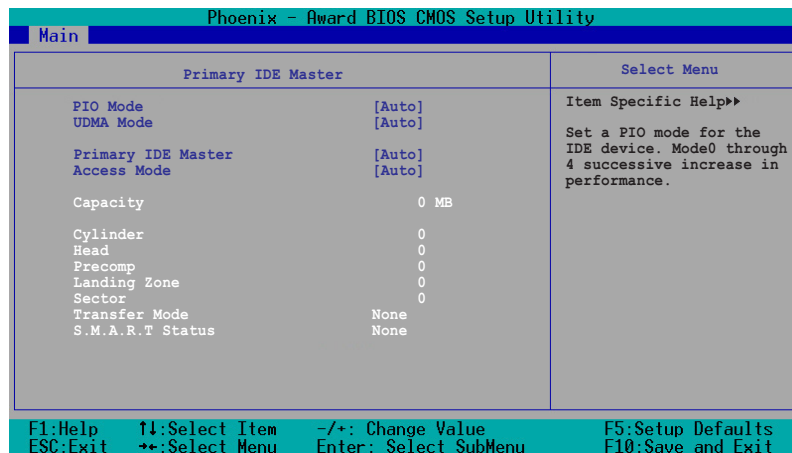 Phoenix - Award BIOS CMOS Setup Utility
Main
Primary IDE Master
PIO Mode [Auto]
UDMA Mode [Auto]
Primary IDE Master [Auto]
Access Mode [Auto]
Capacity 0 MB
Cylinder 0
Head 0
Precomp 0
Landing Zone 0
Sector 0
Transfer Mode None
S.M.A.R.T Status None
Select Menu
Item Specific Help▶▶
Set a PIO mode for the
IDE device. Mode0 through
4 successive increase in
performance.
F1:Help ↑↓:Select Item -/+: Change Value F5:Setup Defaults
ESC:Exit →←:Select Menu Enter: Select SubMenu F10:Save and Exit